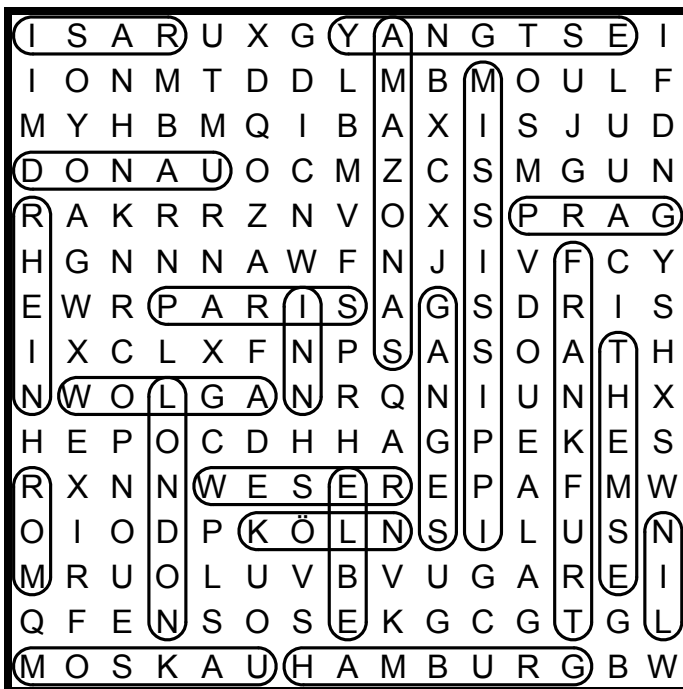 I S A R U X G Y A N G T S E I
I O N M T D D L M B M O U L F
M Y H B M Q I B A X I S J U D
D O N A U O C M Z C S M G U N
R A K R R Z N V O X S P R A G
H G N N N A W F N J I V F C Y
E W R P A R I S A G S D R I S
I X C L X F N P S A S O A T H
N W O L G A N R Q N I U N H X
H E P O C D H H A G P E K E S
R X N N W E S E R E P A F M W
O I O D P K Ö L N S I L U S N
M R U O L U V B V U G A R E I
Q F E N S O S E K G C G T G L
M O S K A U H A M B U R G B W